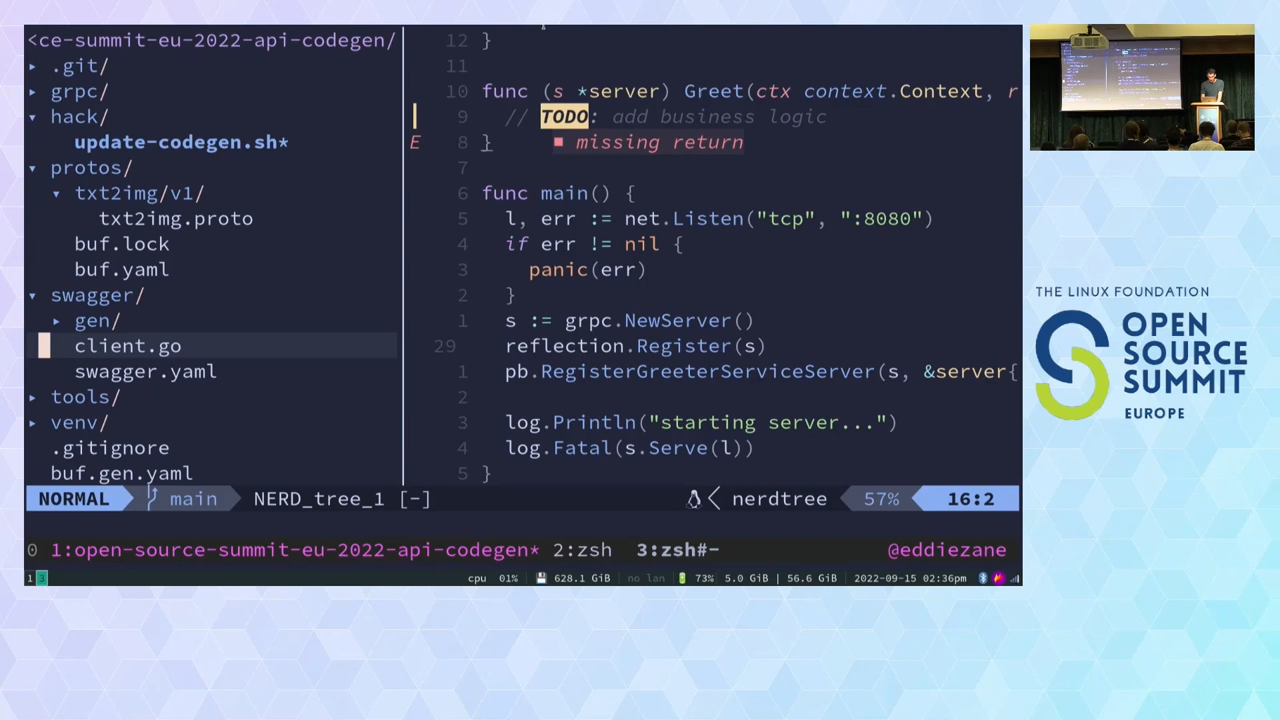 <ce-summit-eu-2022-api-codegen/
▸ .git/
▸ grpc/
hack/
update-codegen.sh*
▾ protos/
▾ txt2img/v1/
txt2img.proto
buf.lock
buf.yaml
▾ swagger/
▸ gen/
client.go
swagger.yaml
▸ tools/
▸ venv/
.gitignore
buf.gen.yaml
12 }
11
10 func (s *server) Greet(ctx context.Context, r
9 // TODO: add business logic
E 8 } ■ missing return
7
6 func main() {
5 l, err := net.Listen("tcp", ":8080")
4 if err != nil {
3 panic(err)
2 }
1 s := grpc.NewServer()
29 reflection.Register(s)
1 pb.RegisterGreeterServiceServer(s, &server{
2
3 log.Println("starting server...")
4 log.Fatal(s.Serve(l))
5 }
NORMAL main NERD_tree_1 [-] nerdtree 57% 16:2
0 1:open-source-summit-eu-2022-api-codegen* 2:zsh 3:zsh#- @eddiezane
1 3 cpu 01% 628.1 GiB no lan 73% 5.0 GiB | 56.6 GiB 2022-09-15 02:36pm
THE LINUX FOUNDATION
OPEN
SOURCE
SUMMIT
EUROPE